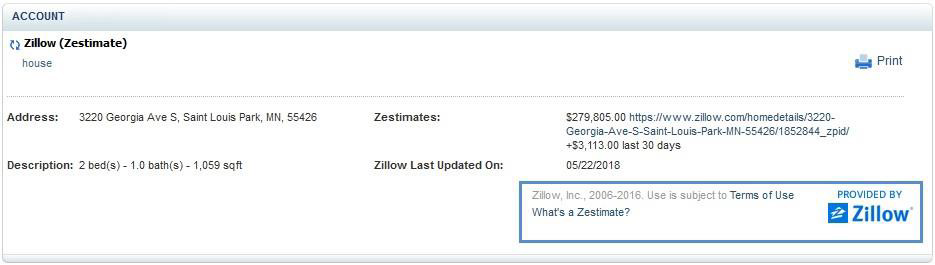 ACCOUNT
Zillow (Zestimate)
house
Print
Address: 3220 Georgia Ave S, Saint Louis Park, MN, 55426
Zestimates: $279,805.00 https://www.zillow.com/homedetails/3220-
Georgia-Ave-S-Saint-Louis-Park-MN-55426/1852844_zpid/
+$3,113.00 last 30 days
Description: 2 bed(s) - 1.0 bath(s) - 1,059 sqft
Zillow Last Updated On: 05/22/2018
Zillow, Inc., 2006-2016. Use is subject to Terms of Use
What's a Zestimate?
PROVIDED BY
Zillow®